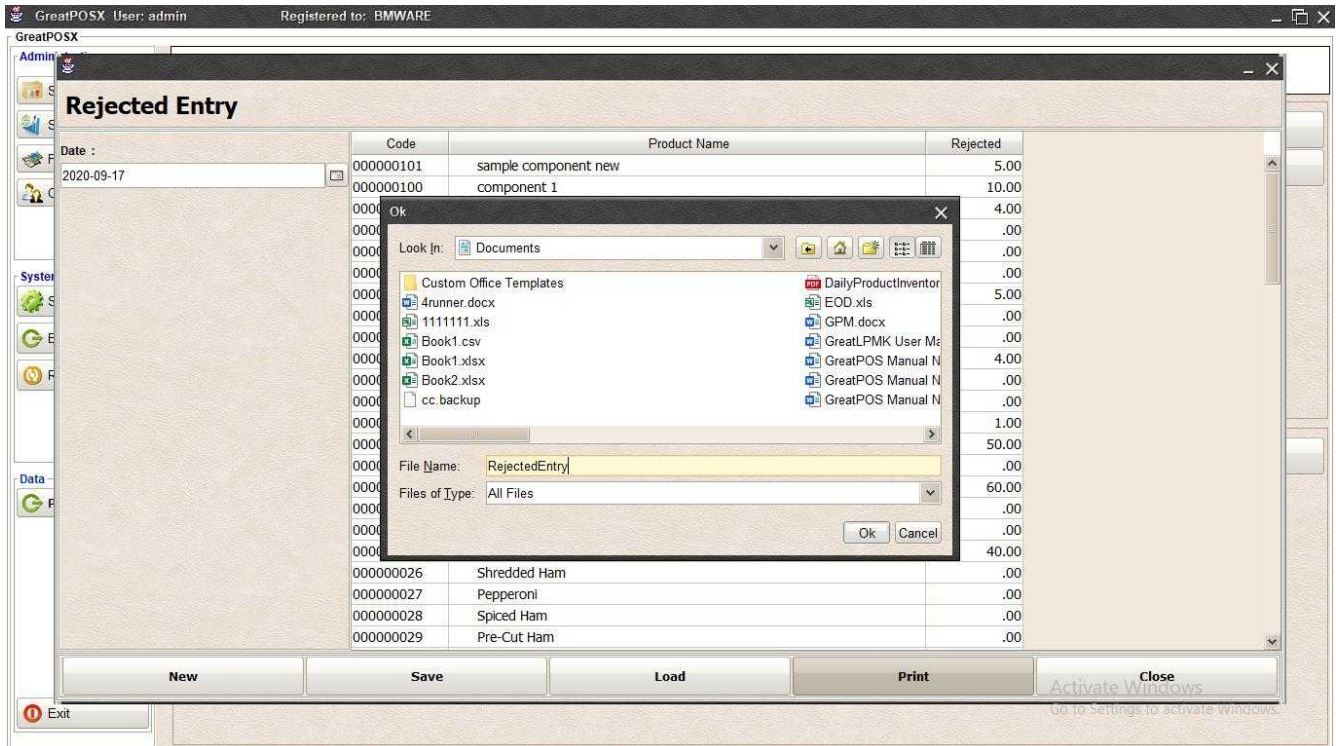 GreatPOSX User: admin Registered to: BMWARE
GreatPOSX
Rejected Entry
Date :
2020-09-17
Code Product Name Rejected
000000101 sample component new 5.00
000000100 component 1 10.00
4.00
.00
.00
.00
5.00
.00
.00
4.00
.00
.00
1.00
50.00
.00
60.00
.00
.00
40.00
000000026 Shredded Ham .00
000000027 Pepperoni .00
000000028 Spiced Ham .00
000000029 Pre-Cut Ham .00
Ok
Look In: Documents
Custom Office Templates
4runner.docx
1111111.xls
Book1.csv
Book1.xlsx
Book2.xlsx
cc.backup
DailyProductInventor
EOD.xls
GPM.docx
GreatLPMK User Ma
GreatPOS Manual N
GreatPOS Manual N
GreatPOS Manual N
File Name: RejectedEntry
Files of Type: All Files
Ok Cancel
Data
New Save Load Print Close
Exit
Activate Windows
Go to Settings to activate Windows.